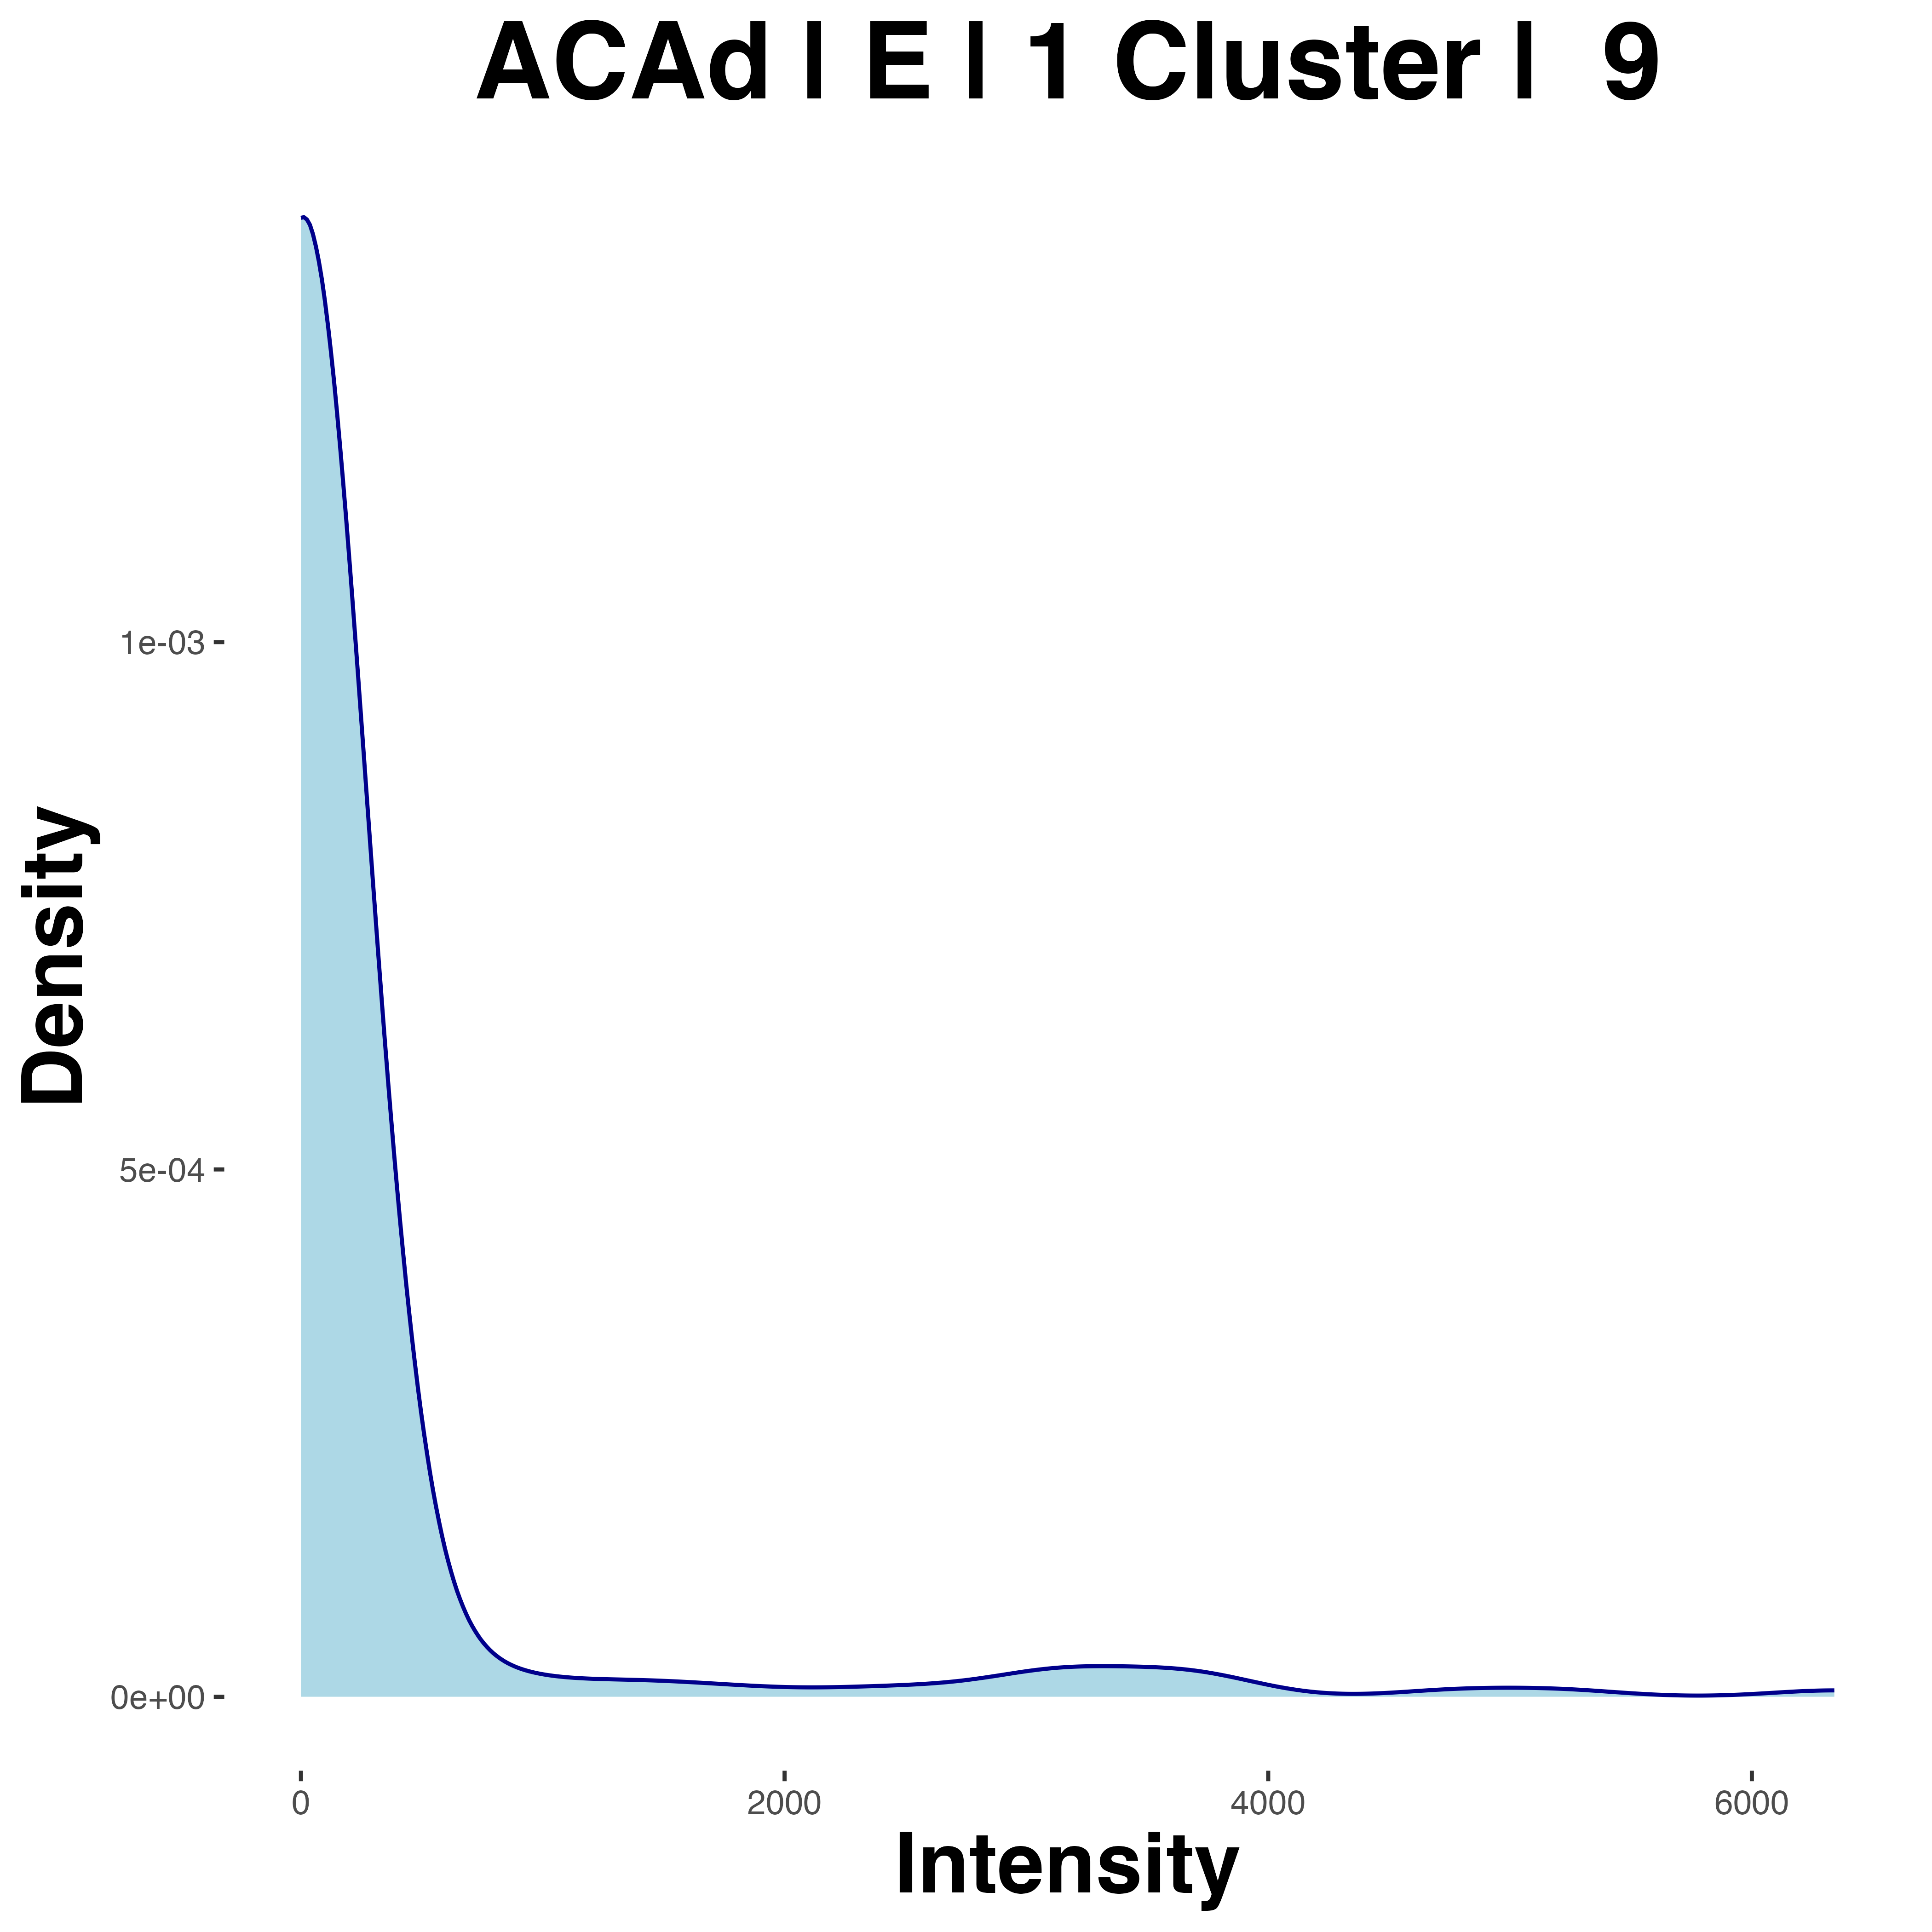 ACAd | E | 1 Cluster | 9
Density
1e-03
5e-04
0e+00
0
2000
4000
6000
Intensity